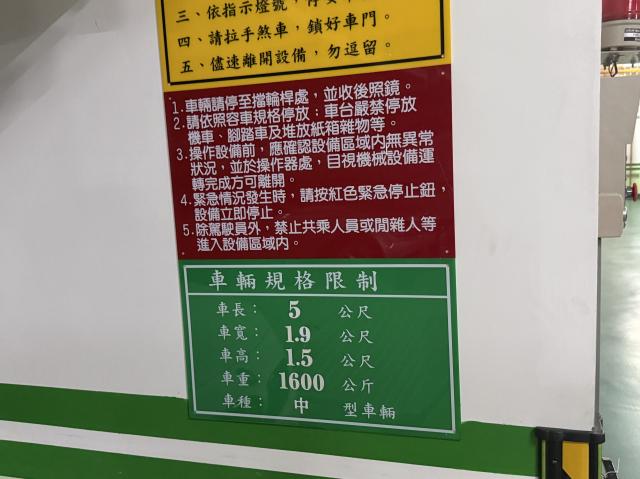 三、依指示燈號，停妥車
四、請拉手煞車，鎖好車門。
五、儘速離開設備，勿逗留。
1.車輛請停至擋輪桿處，並收後照鏡。
2.請依照容車規格停放；車台嚴禁停放
機車、腳踏車及堆放紙箱雜物等。
3.操作設備前，應確認設備區域內無異常
狀況，並於操作器處，目視機械設備運
轉完成方可離開。
4.緊急情況發生時，請按紅色緊急停止鈕，
設備立即停止。
5.除駕駛員外，禁止共乘人員或閒雜人等
進入設備區域內。
車輛規格限制
車長： 5 公尺
車寬： 1.9 公尺
車高： 1.5 公尺
車重： 1600 公斤
車種： 中 型車輛